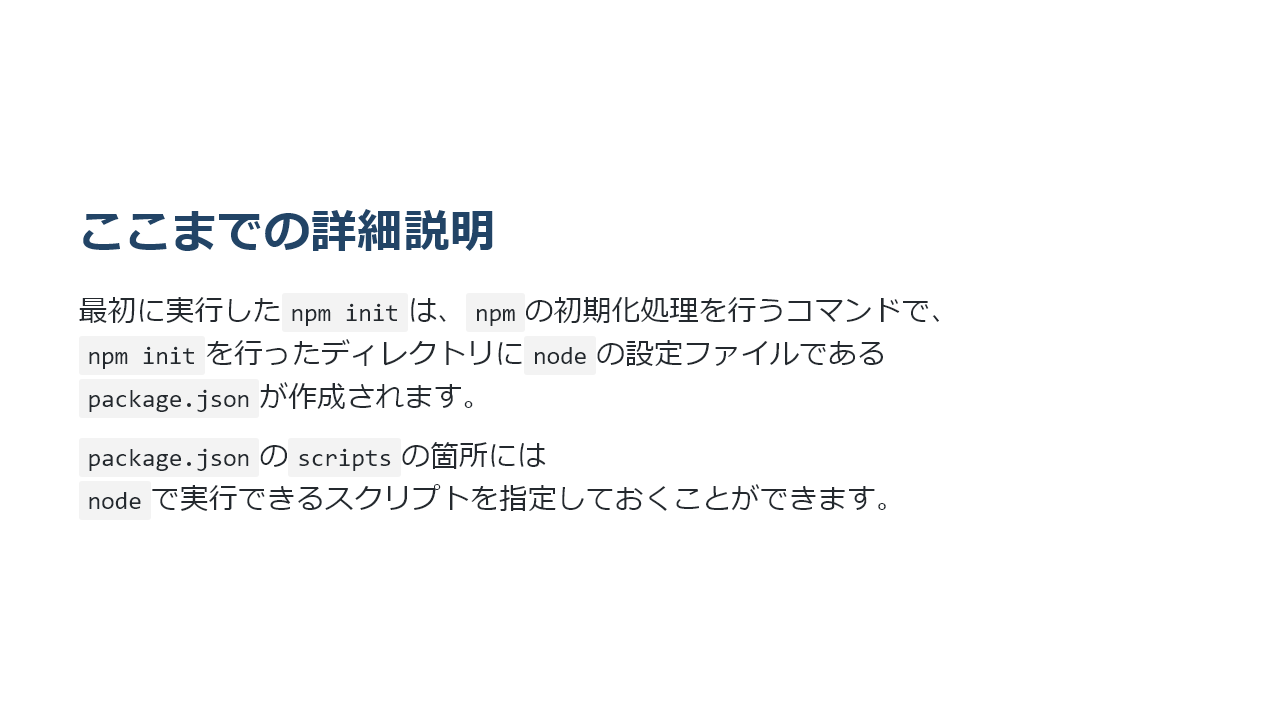 ここまでの詳細説明
最初に実行したnpm initは、npmの初期化処理を行うコマンドで、
npm initを行ったディレクトリにnodeの設定ファイルである
package.jsonが作成されます。
package.jsonのscriptsの箇所には
nodeで実行できるスクリプトを指定しておくことができます。